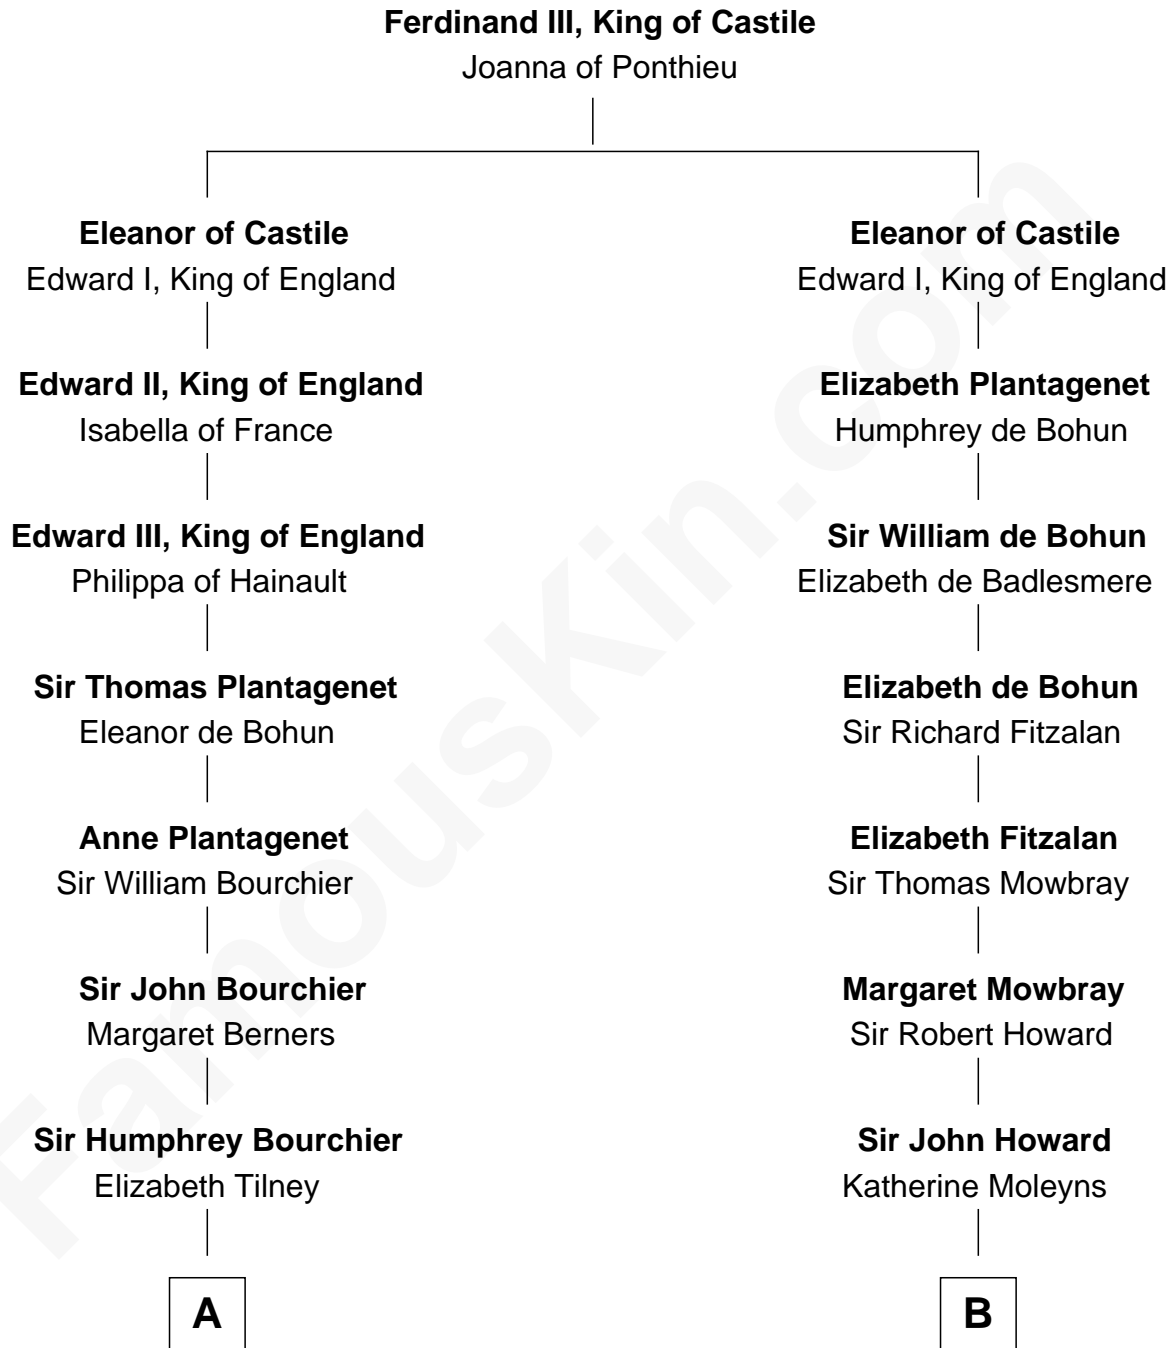 Ferdinand III, King of Castile
Joanna of Ponthieu
Eleanor of Castile
Edward I, King of England
Edward II, King of England
Isabella of France
Edward III, King of England
Philippa of Hainault
Sir Thomas Plantagenet
Eleanor de Bohun
Anne Plantagenet
Sir William Bourchier
Sir John Bourchier
Margaret Berners
Sir Humphrey Bourchier
Elizabeth Tilney
A
Eleanor of Castile
Edward I, King of England
Elizabeth Plantagenet
Humphrey de Bohun
Sir William de Bohun
Elizabeth de Badlesmere
Elizabeth de Bohun
Sir Richard Fitzalan
Elizabeth Fitzalan
Sir Thomas Mowbray
Margaret Mowbray
Sir Robert Howard
Sir John Howard
Katherine Moleyns
B
FamousKin.com